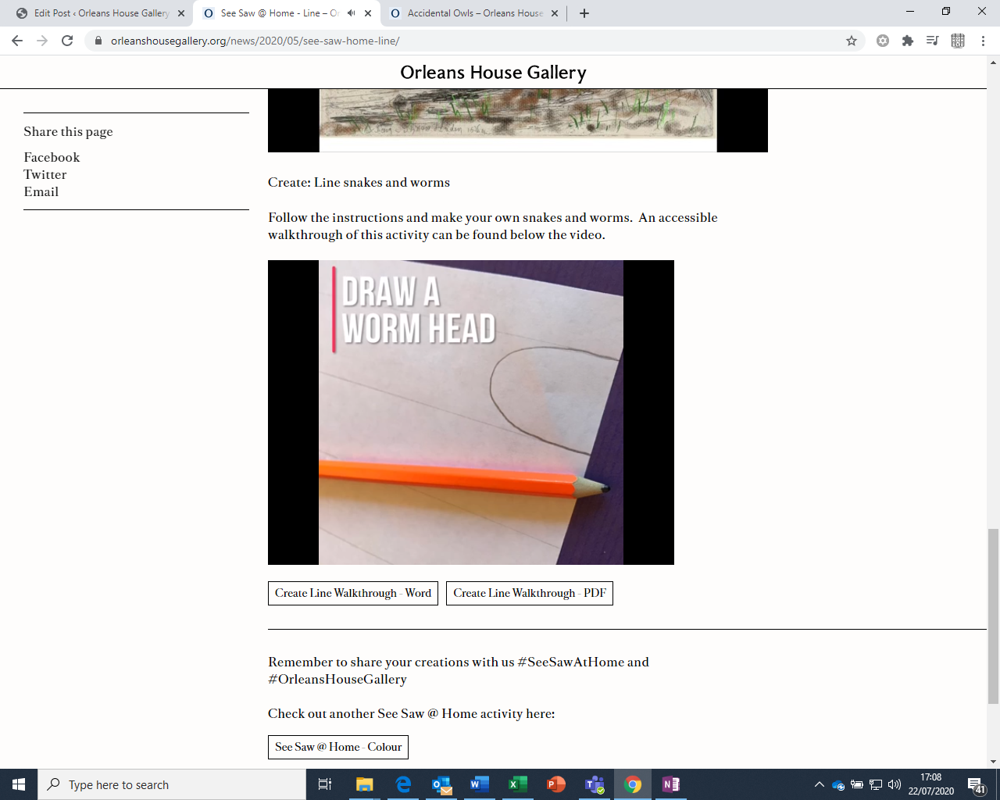 Edit Post ‹ Orleans House Gallery
See Saw @ Home - Line – O
Accidental Owls – Orleans House
orleanshousegallery.org/news/2020/05/see-saw-home-line/
Orleans House Gallery
Share this page
Facebook
Twitter
Email
Create: Line snakes and worms
Follow the instructions and make your own snakes and worms.  An accessible
walkthrough of this activity can be found below the video.
DRAW A
WORM HEAD
Create Line Walkthrough - Word
Create Line Walkthrough - PDF
Remember to share your creations with us #SeeSawAtHome and
#OrleansHouseGallery
Check out another See Saw @ Home activity here:
See Saw @ Home - Colour
Type here to search
17:08
22/07/2020
41